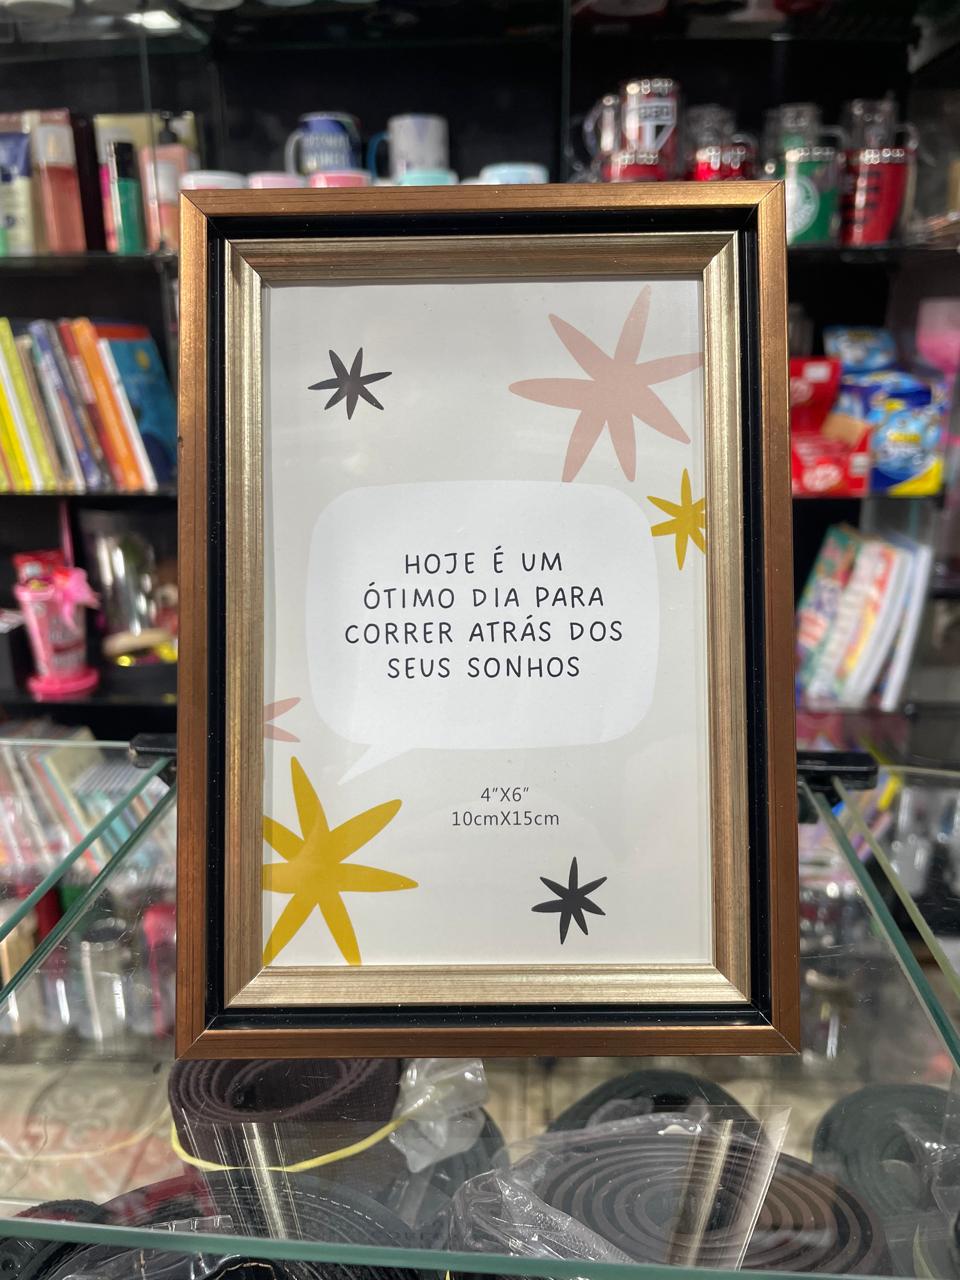 HOJE É UM
ÓTIMO DIA PARA
CORRER ATRÁS DOS
SEUS SONHOS
4"X6"
10cmX15cm